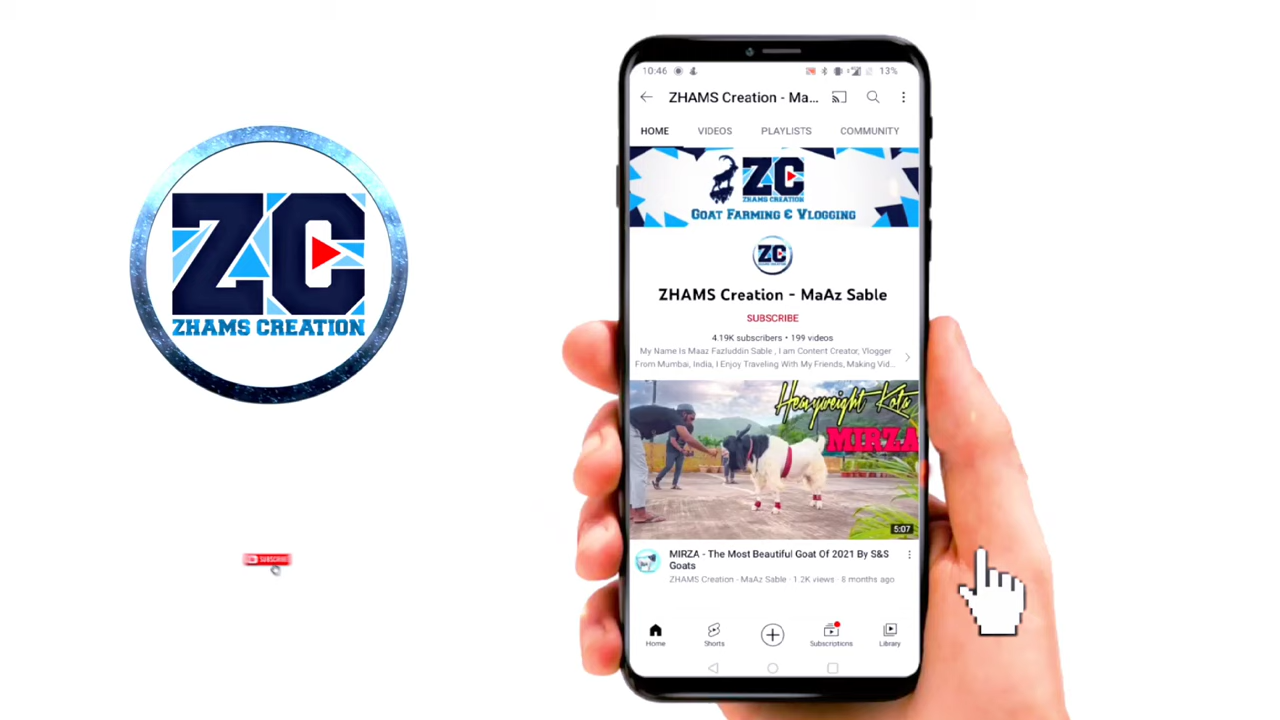 ZC
ZHAMS CREATION
SUBSCRIBE
10:46
13%
ZHAMS Creation - Ma...
HOME VIDEOS PLAYLISTS COMMUNITY
ZC
ZHAMS CREATION
GOAT FARMING & VLOGGING
ZC
ZHAMS Creation - MaAz Sable
SUBSCRIBE
4.19K subscribers • 199 videos
My Name Is Maaz Fazluddin Sable , I am Content Creator, Vlogger
From Mumbai, India, I Enjoy Traveling With My Friends, Making Vid...
Heavyweight Kota
MIRZA
5:07
MIRZA - The Most Beautiful Goat Of 2021 By S&S
Goats
ZHAMS Creation - MaAz Sable · 1.2K views · 8 months ago
Home Shorts Subscriptions Library